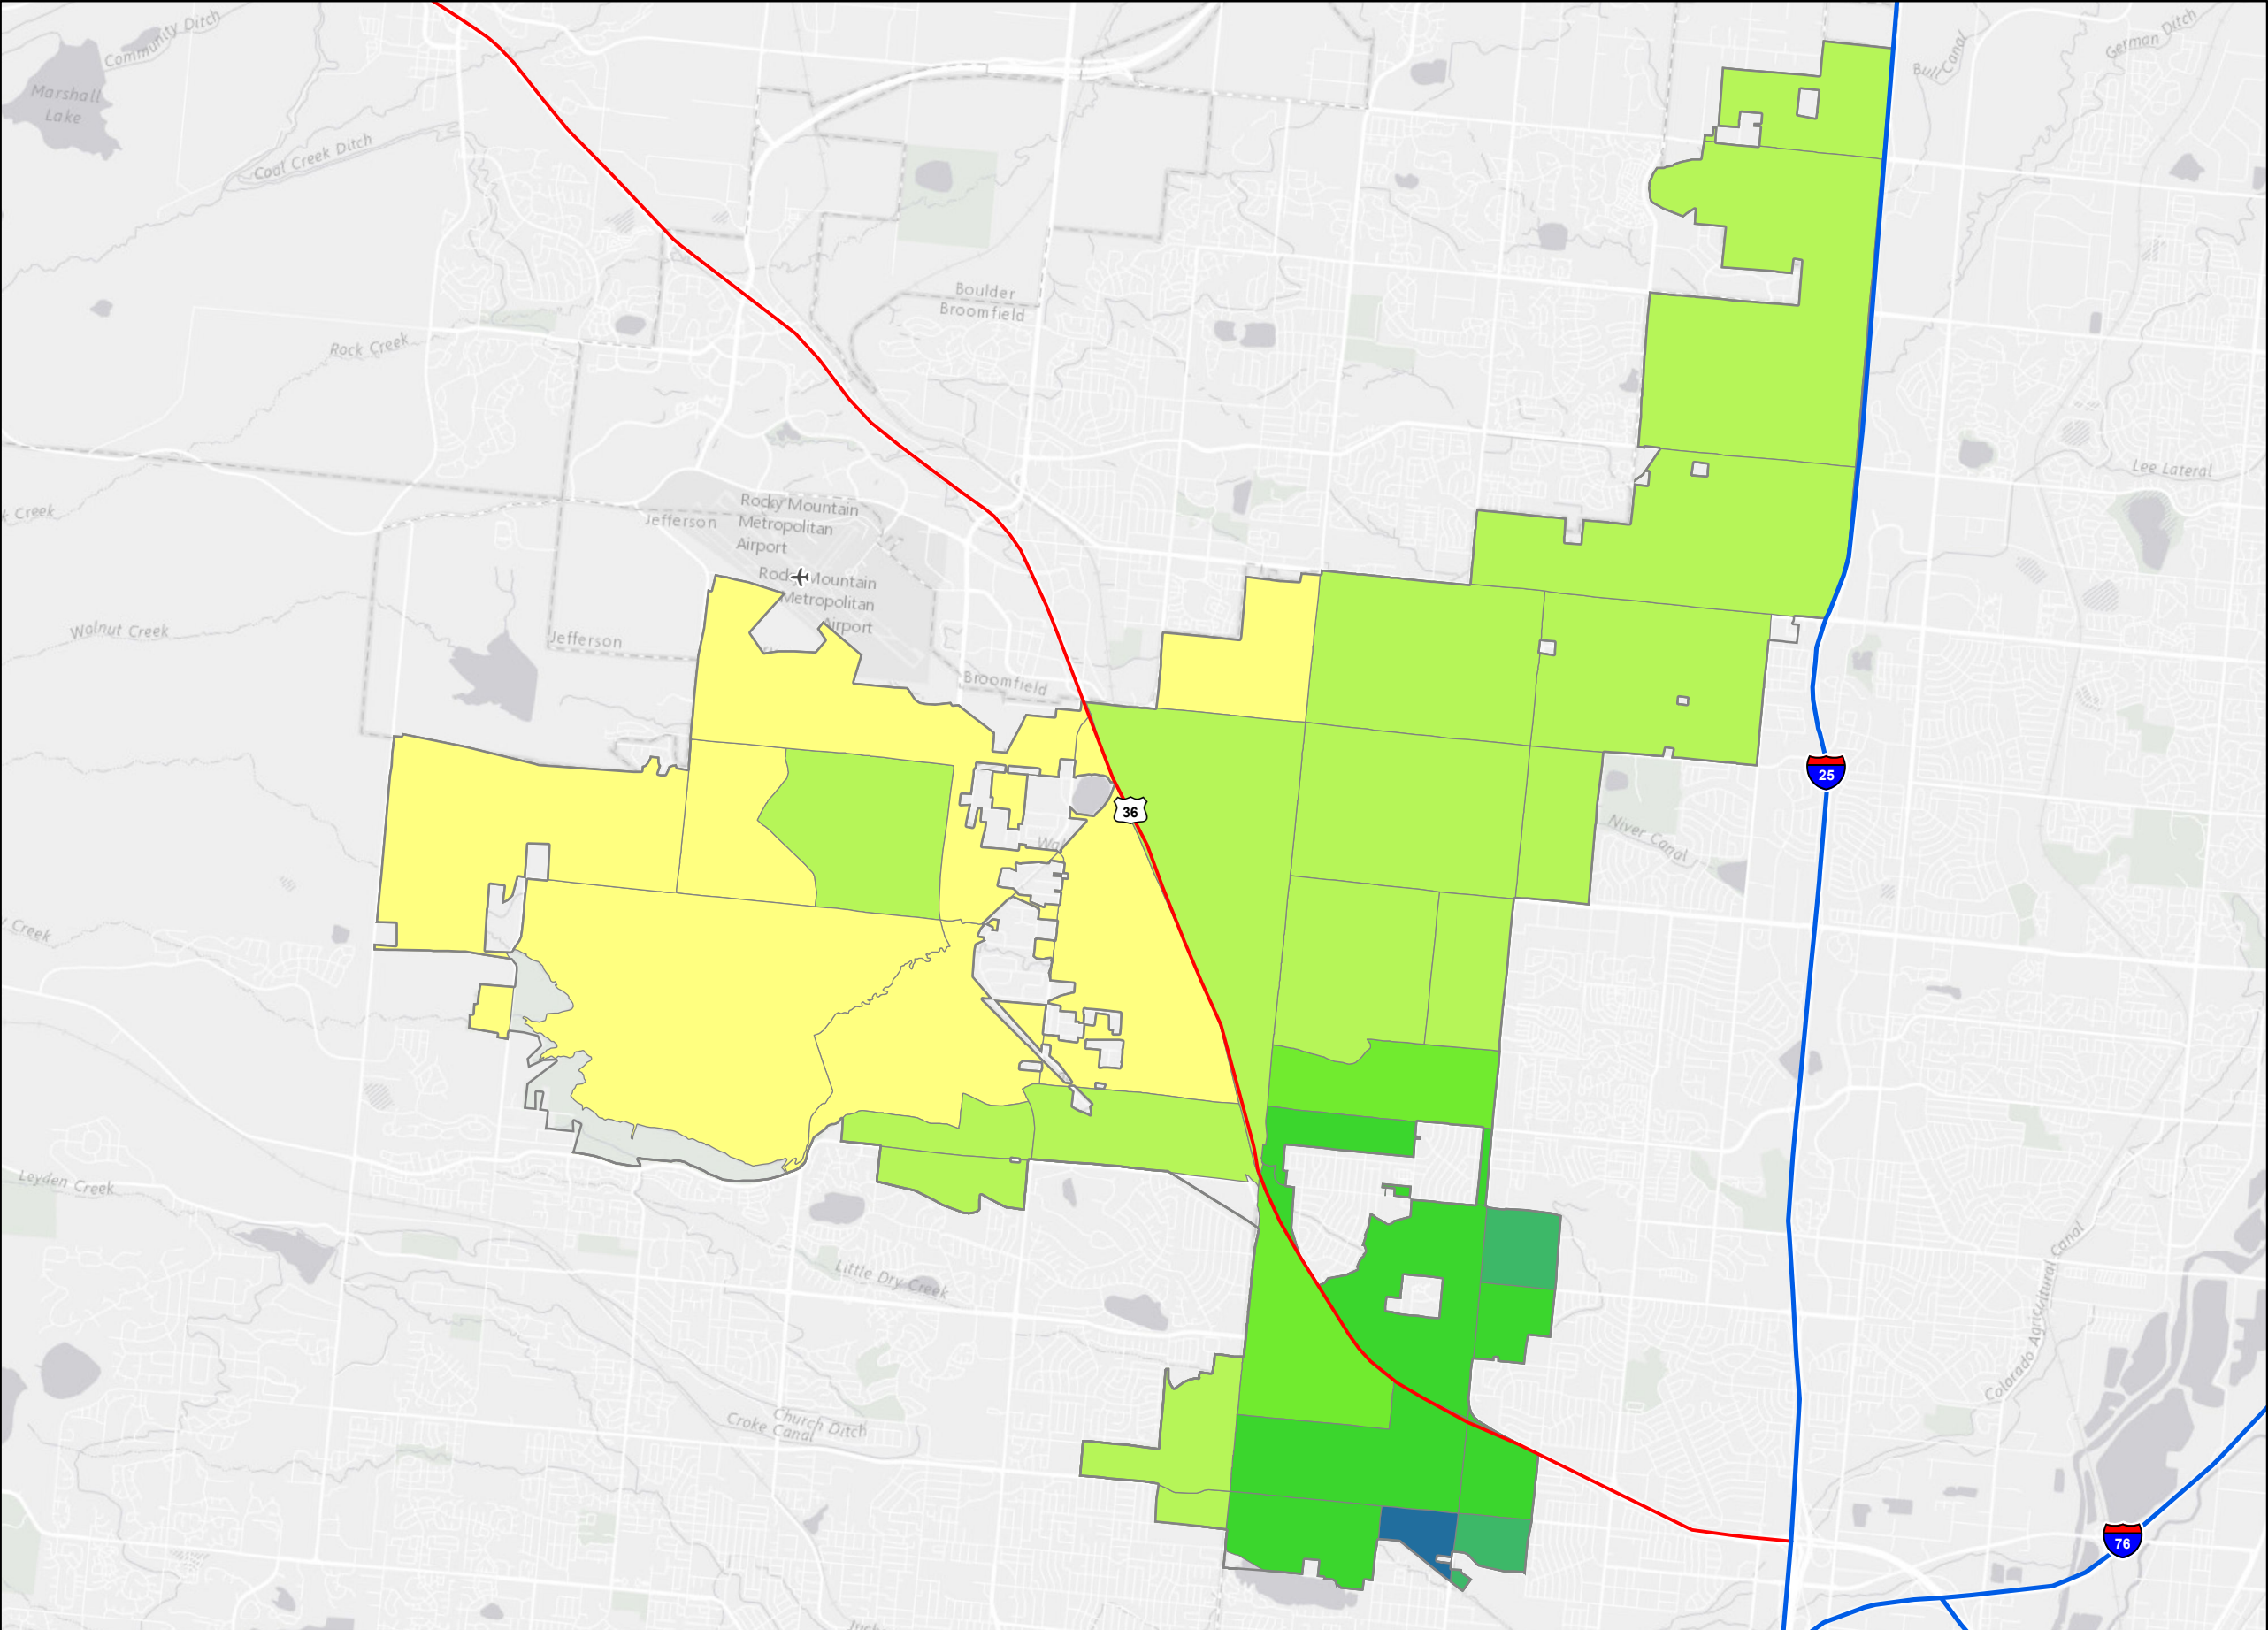 Community Ditch
German Ditch
Bull Canal
Marshall
Lake
Coal Creek Ditch
Boulder
Broomfield
Rock Creek
Lee Lateral
Creek
Rocky Mountain
Metropolitan
Airport
Jefferson
Rocky Mountain
Metropolitan
Airport
Walnut Creek
Jefferson
Broomfield
25
36
Niver Canal
Creek
Leyden Creek
Little Dry Creek
Colorado Agricultural Canal
Church Ditch
Croke Canal
76